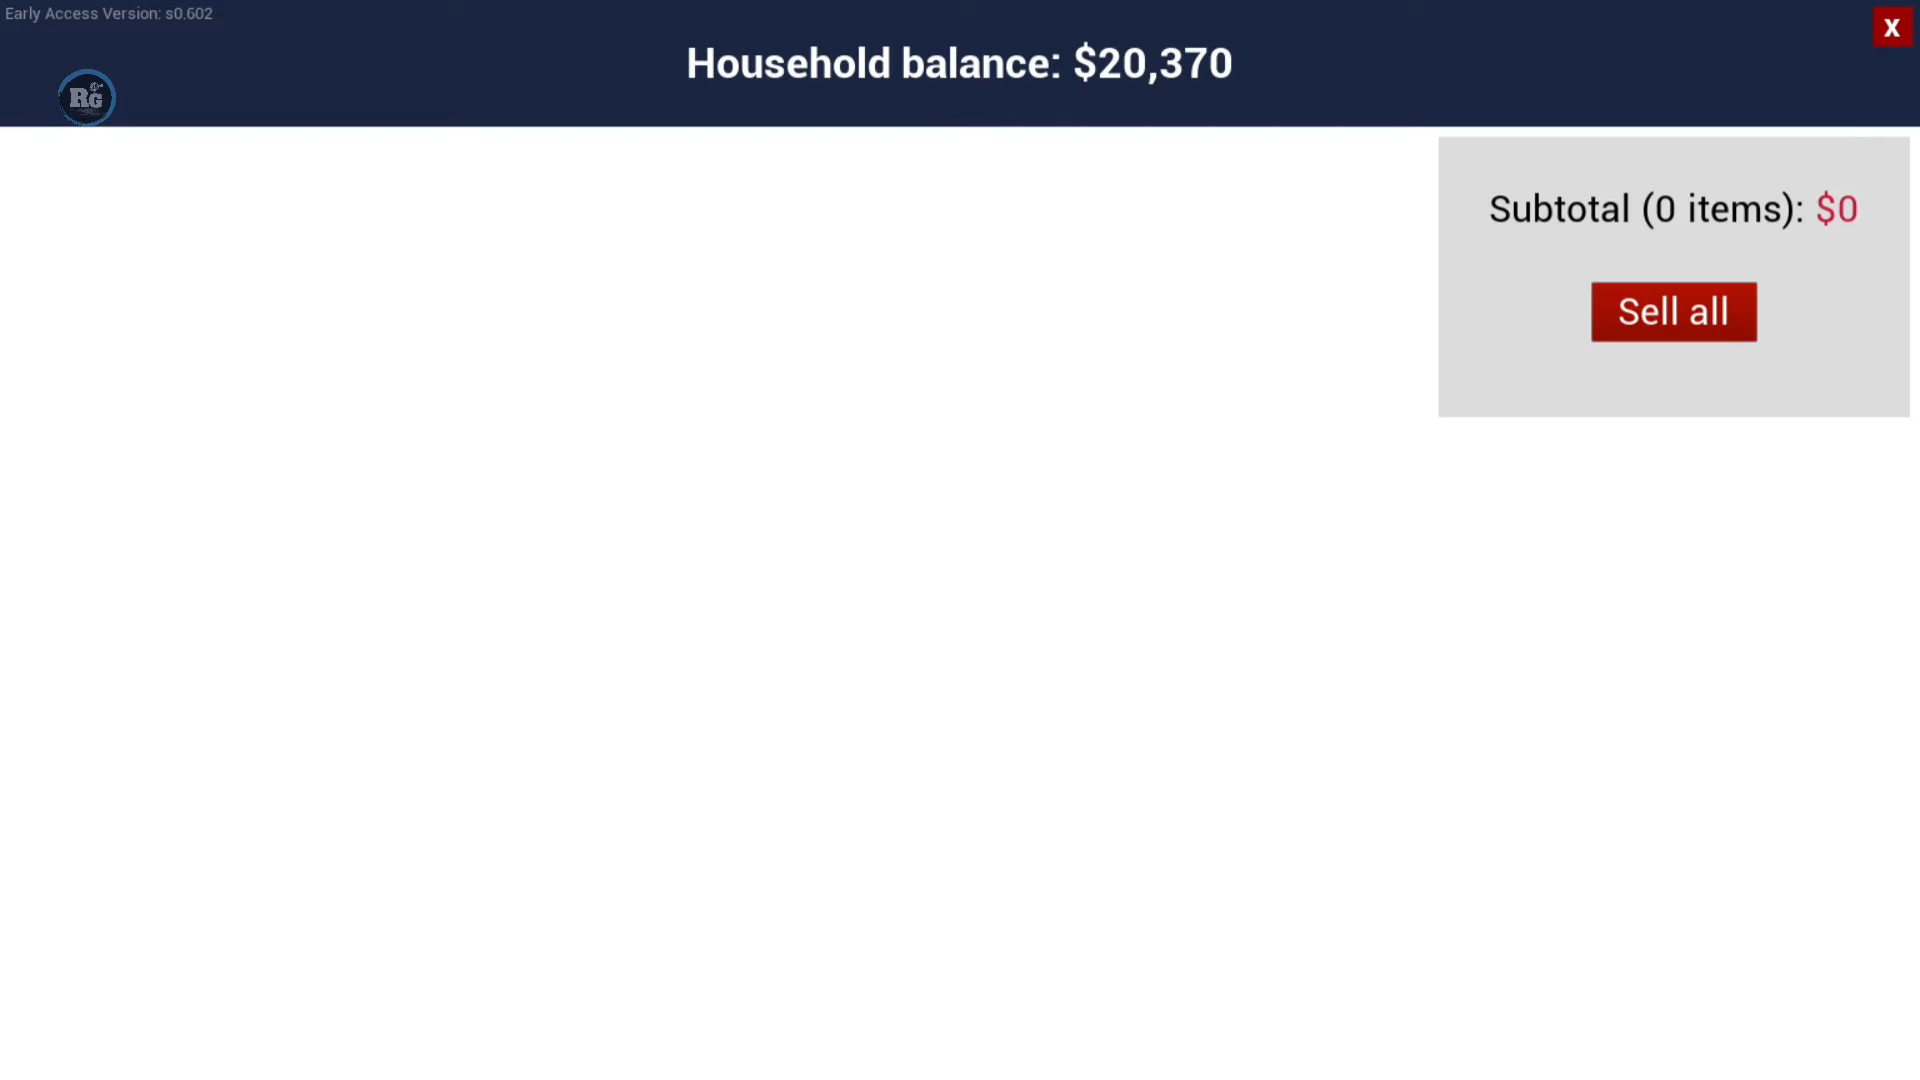 Early Access Version: s0.602
X
Household balance: $20,370
RG
Subtotal (0 items): $0
Sell all